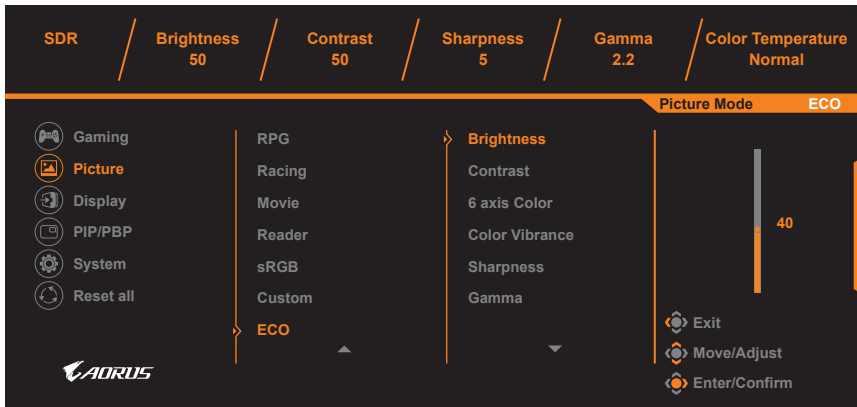 SDR
Brightness
50
Contrast
50
Sharpness
5
Gamma
2.2
Color Temperature
Normal
Picture Mode ECO
Gaming
Picture
Display
PIP/PBP
System
Reset all
RPG
Racing
Movie
Reader
sRGB
Custom
ECO
Brightness
Contrast
6 axis Color
Color Vibrance
Sharpness
Gamma
40
Exit
Move/Adjust
Enter/Confirm
AORUS